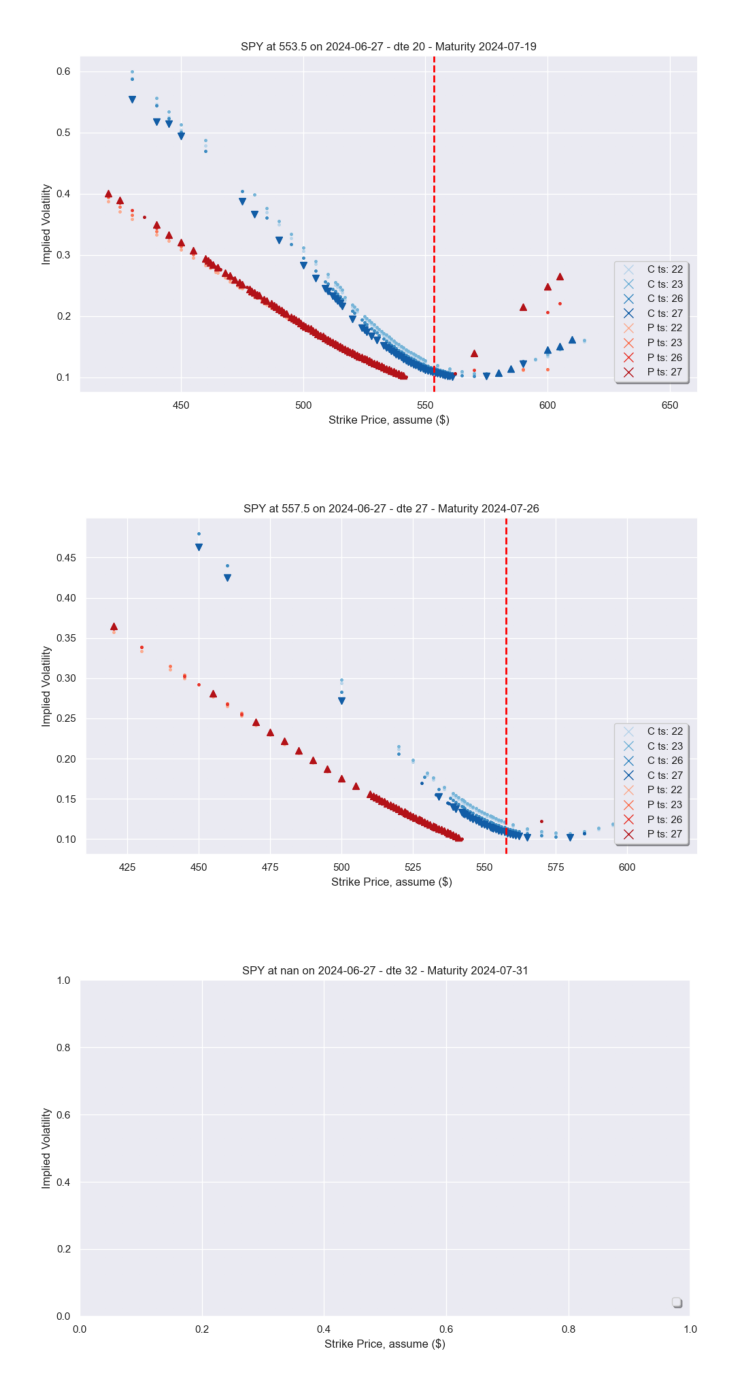 SPY at 553.5 on 2024-06-27 - dte 20 - Maturity 2024-07-19
0.6
0.5
0.4
0.3
0.2
0.1
Implied Volatility
C ts: 22
C ts: 23
C ts: 26
C ts: 27
P ts: 22
P ts: 23
P ts: 26
P ts: 27
450 500 550 600 650
Strike Price, assume ($)
SPY at 557.5 on 2024-06-27 - dte 27 - Maturity 2024-07-26
0.45
0.40
0.35
0.30
0.25
0.20
0.15
0.10
Implied Volatility
C ts: 22
C ts: 23
C ts: 26
C ts: 27
P ts: 22
P ts: 23
P ts: 26
P ts: 27
425 450 475 500 525 550 575 600
Strike Price, assume ($)
SPY at nan on 2024-06-27 - dte 32 - Maturity 2024-07-31
1.0
0.8
0.6
0.4
0.2
0.0
Implied Volatility
0.0 0.2 0.4 0.6 0.8 1.0
Strike Price, assume ($)